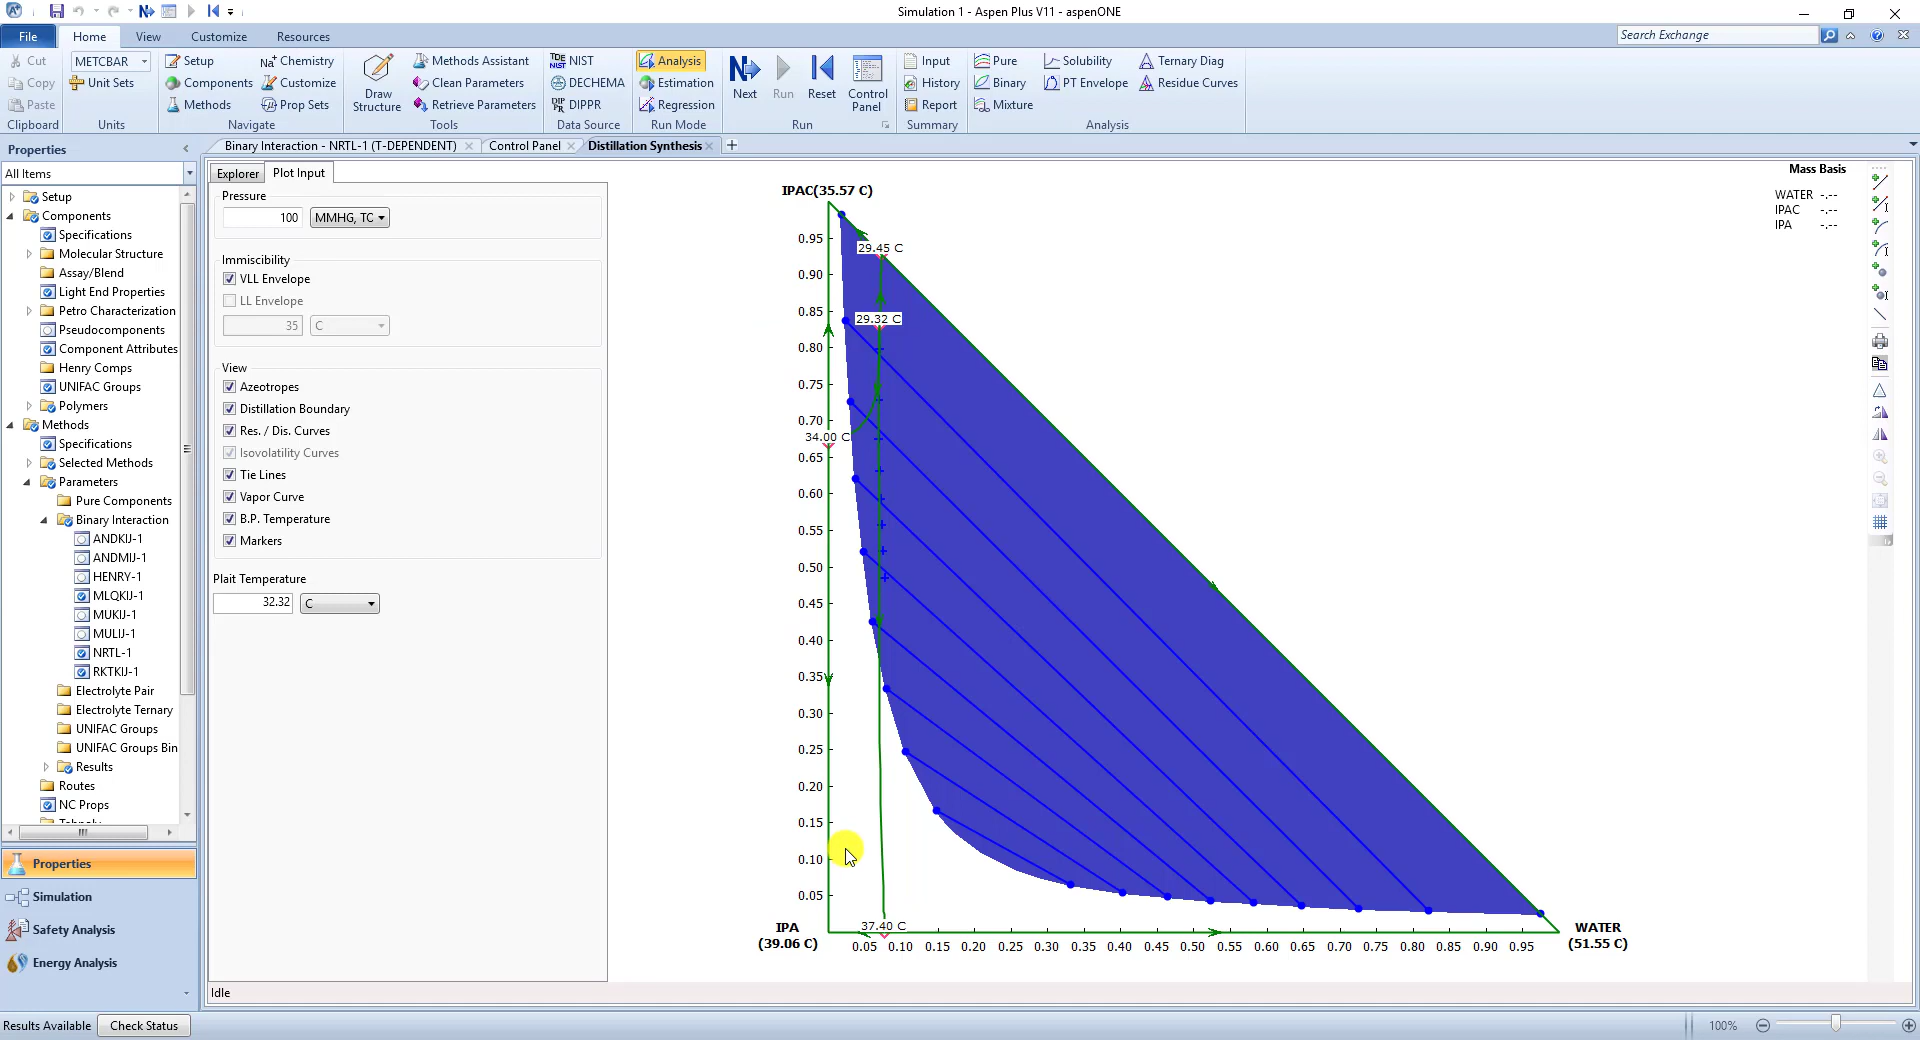 Simulation 1 - Aspen Plus V11 - aspenONE
File
Home
View
Customize
Resources
Search Exchange
Cut
Copy
Paste
Clipboard
METCBAR
Unit Sets
Units
Setup
Components
Methods
Na+ Chemistry
Customize
Prop Sets
Navigate
Draw
Structure
Methods Assistant
Clean Parameters
Retrieve Parameters
Tools
NIST
DECHEMA
DIPPR
Data Source
Analysis
Estimation
Regression
Run Mode
Next
Run
Reset
Control
Panel
Run
Input
History
Report
Summary
Pure
Binary
Mixture
Solubility
PT Envelope
Ternary Diag
Residue Curves
Analysis
Properties
All Items
Setup
Components
Specifications
Molecular Structure
Assay/Blend
Light End Properties
Petro Characterization
Pseudocomponents
Component Attributes
Henry Comps
UNIFAC Groups
Polymers
Methods
Specifications
Selected Methods
Parameters
Pure Components
Binary Interaction
ANDKIJ-1
ANDMIJ-1
HENRY-1
MLQKIJ-1
MUKIJ-1
MULIJ-1
NRTL-1
RKTKIJ-1
Electrolyte Pair
Electrolyte Ternary
UNIFAC Groups
UNIFAC Groups Bin
Results
Routes
NC Props
Properties
Simulation
Safety Analysis
Energy Analysis
Binary Interaction - NRTL-1 (T-DEPENDENT)
Control Panel
Distillation Synthesis
Explorer
Plot Input
Pressure
100
MMHG, TC
Immiscibility
VLL Envelope
LL Envelope
35
C
View
Azeotropes
Distillation Boundary
Res. / Dis. Curves
Isovolatility Curves
Tie Lines
Vapor Curve
B.P. Temperature
Markers
Plait Temperature
32.32
C
Idle
IPAC(35.57 C)
Mass Basis
WATER -.--
IPAC -.--
IPA -.--
0.95
29.45 C
0.90
0.85
29.32 C
0.80
0.75
0.70
34.00 C
0.65
0.60
0.55
0.50
0.45
0.40
0.35
0.30
0.25
0.20
0.15
0.10
0.05
37.40 C
IPA
(39.06 C)
WATER
(51.55 C)
0.05 0.10 0.15 0.20 0.25 0.30 0.35 0.40 0.45 0.50 0.55 0.60 0.65 0.70 0.75 0.80 0.85 0.90 0.95
Results Available
Check Status
100%